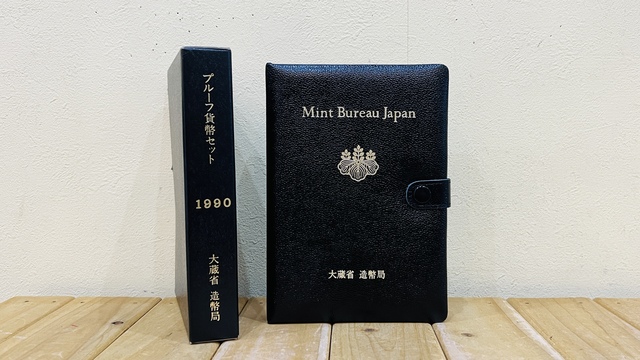 プルーフ貨幣セット
1990
大蔵省 造幣局
Mint Bureau Japan
大蔵省 造幣局